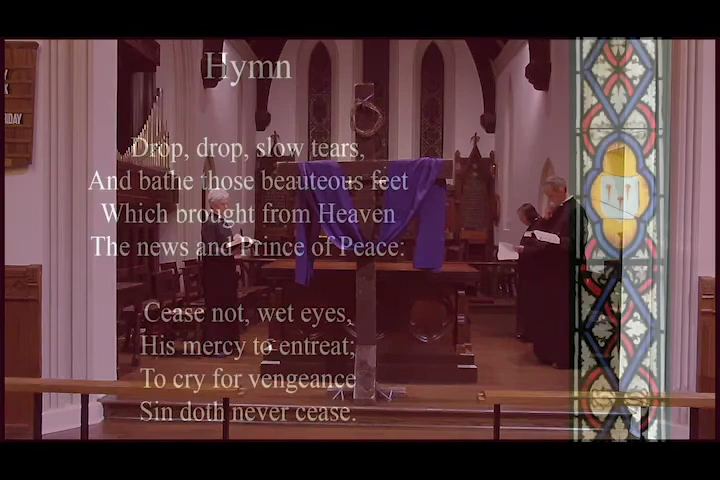 Hymn
Drop, drop, slow tears,
And bathe those beauteous feet
Which brought from Heaven
The news and Prince of Peace:
Cease not, wet eyes,
His mercy to entreat;
To cry for vengeance
Sin doth never cease.